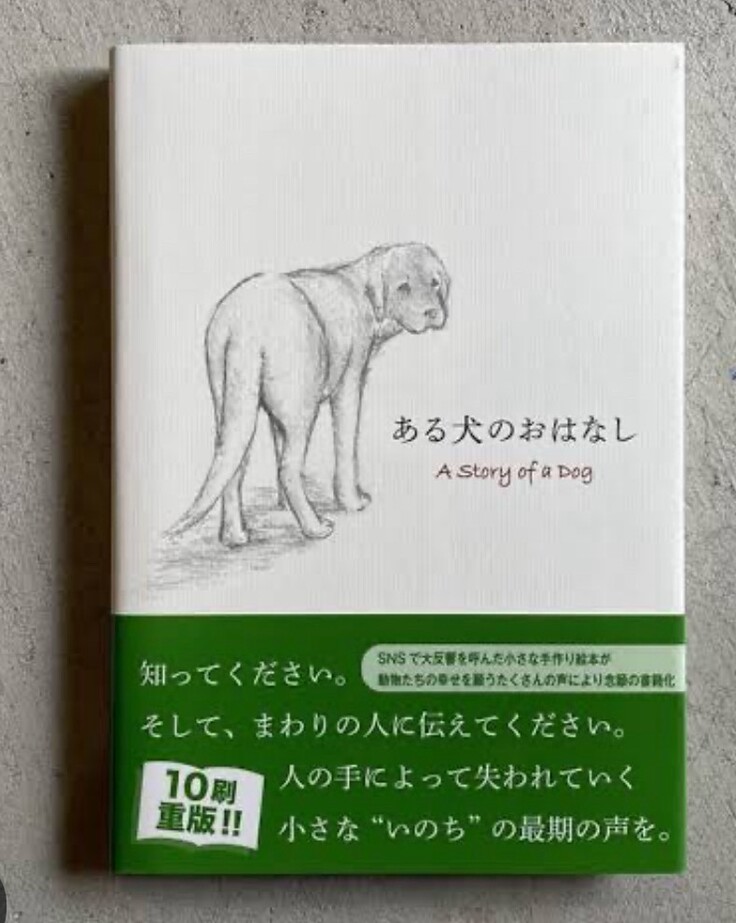 ある犬のおはなし
A Story of a Dog
SNSで大反響を呼んだ小さな手作り絵本が
動物たちの幸せを願うたくさんの声により念願の書籍化
知ってください。
そして、まわりの人に伝えてください。
10刷
重版!!
人の手によって失われていく
小さな“いのち”の最期の声を。